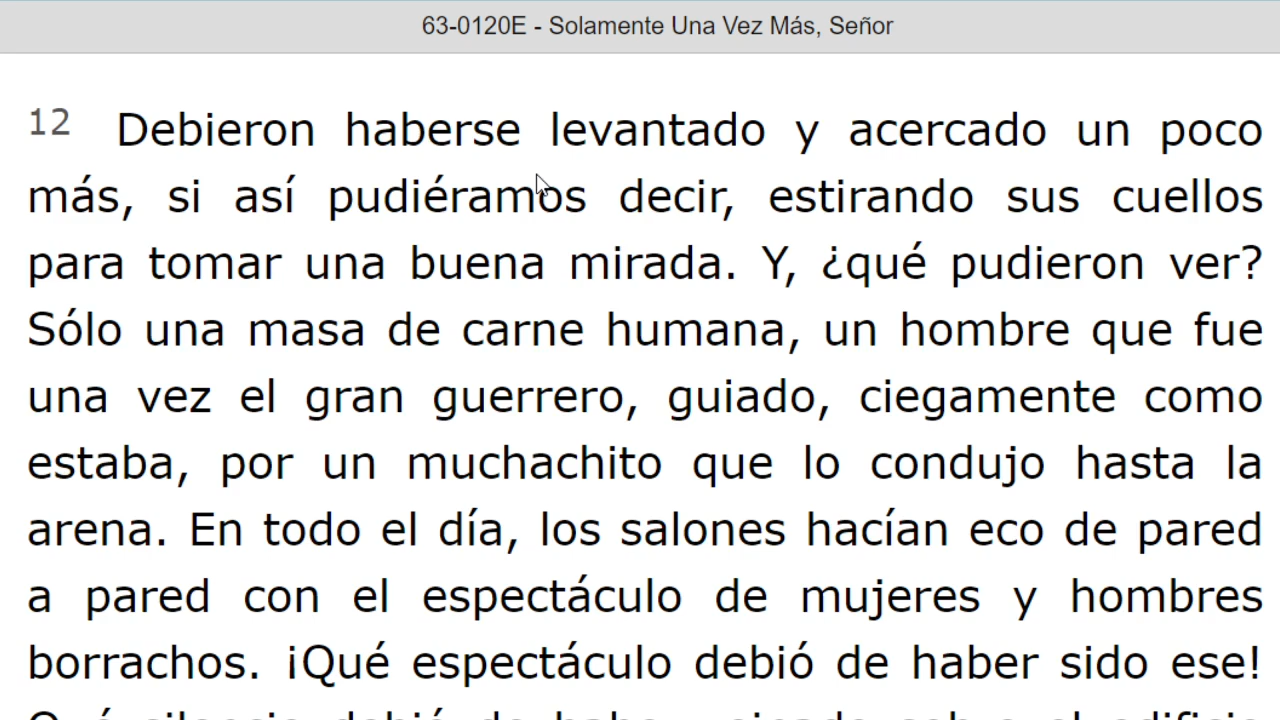 63-0120E - Solamente Una Vez Más, Señor
12 Debieron haberse levantado y acercado un poco
más, si así pudiéramos decir, estirando sus cuellos
para tomar una buena mirada. Y, ¿qué pudieron ver?
Sólo una masa de carne humana, un hombre que fue
una vez el gran guerrero, guiado, ciegamente como
estaba, por un muchachito que lo condujo hasta la
arena. En todo el día, los salones hacían eco de pared
a pared con el espectáculo de mujeres y hombres
borrachos. ¡Qué espectáculo debió de haber sido ese!